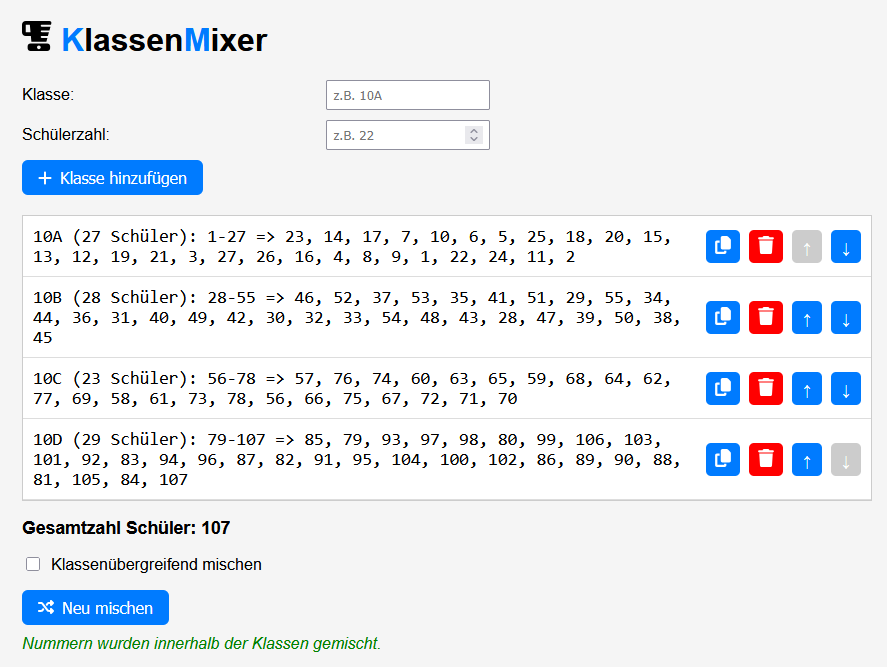 KlassenMixer
Klasse: z.B. 10A
Schülerzahl: z.B. 22
+ Klasse hinzufügen
10A (27 Schüler): 1-27 => 23, 14, 17, 7, 10, 6, 5, 25, 18, 20, 15,
13, 12, 19, 21, 3, 27, 26, 16, 4, 8, 9, 1, 22, 24, 11, 2
↑ ↓
10B (28 Schüler): 28-55 => 46, 52, 37, 53, 35, 41, 51, 29, 55, 34,
44, 36, 31, 40, 49, 42, 30, 32, 33, 54, 48, 43, 28, 47, 39, 50, 38,
45
↑ ↓
10C (23 Schüler): 56-78 => 57, 76, 74, 60, 63, 65, 59, 68, 64, 62,
77, 69, 58, 61, 73, 78, 56, 66, 75, 67, 72, 71, 70
↑ ↓
10D (29 Schüler): 79-107 => 85, 79, 93, 97, 98, 80, 99, 106, 103,
101, 92, 83, 94, 96, 87, 82, 91, 95, 104, 100, 102, 86, 89, 90, 88,
81, 105, 84, 107
↑ ↓
Gesamtzahl Schüler: 107
Klassenübergreifend mischen
Neu mischen
Nummern wurden innerhalb der Klassen gemischt.